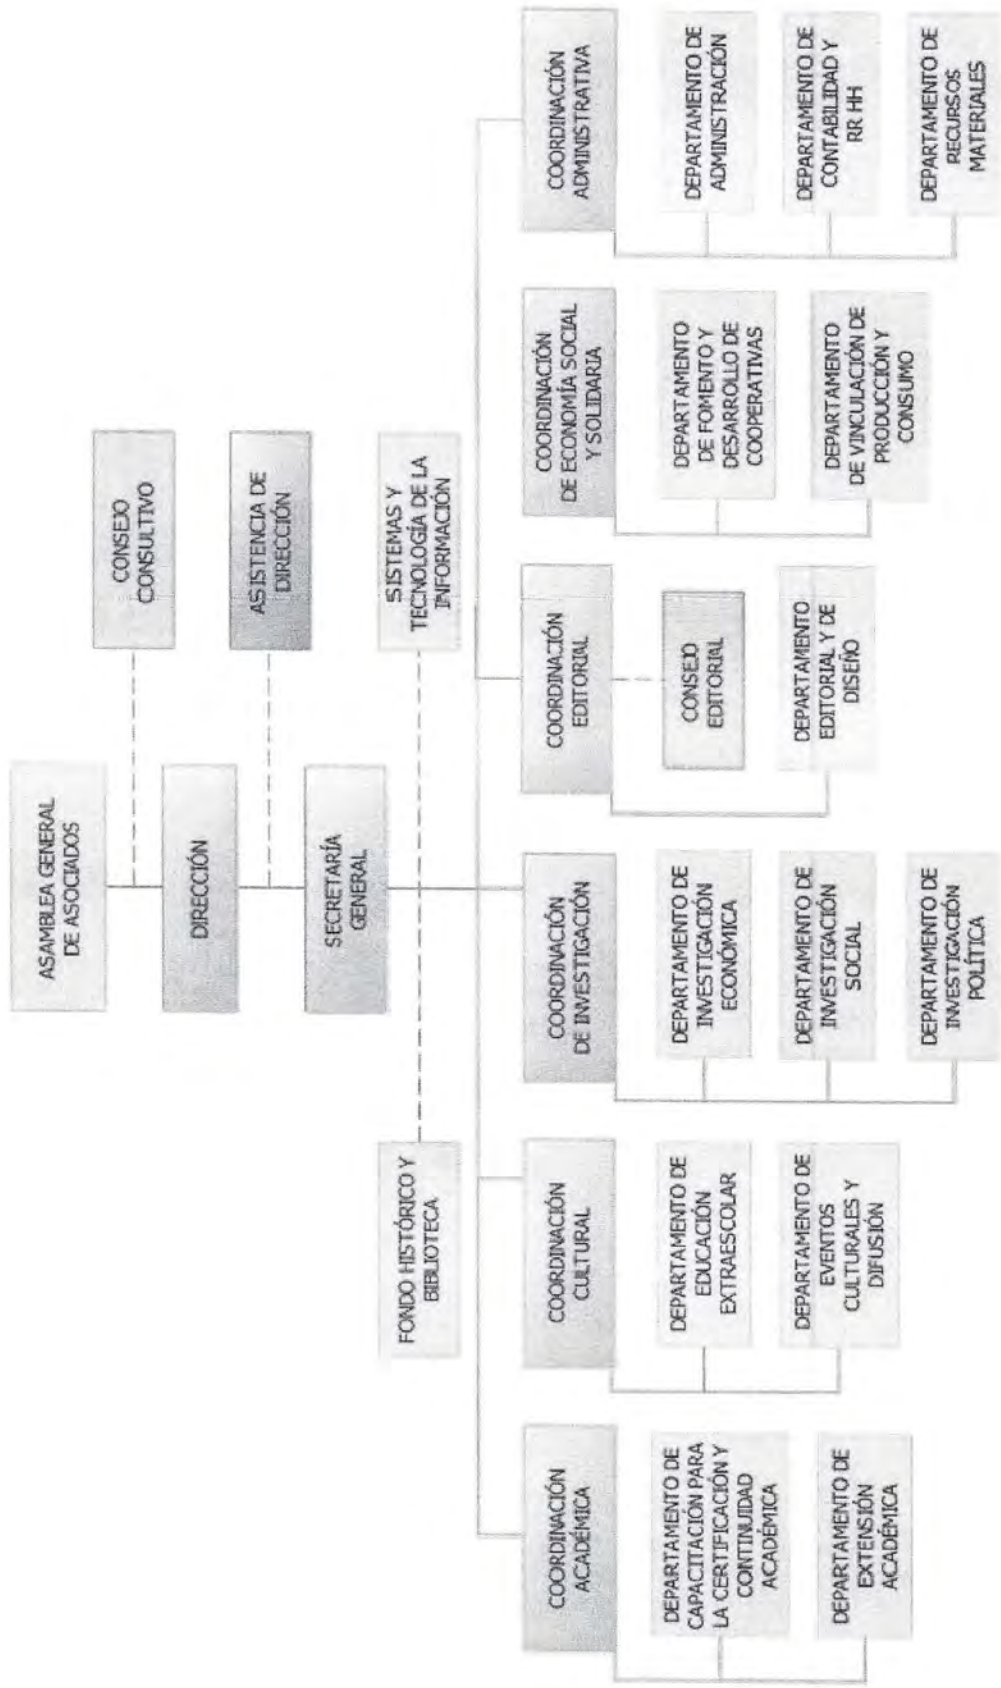 ASAMBLEA GENERAL
DE ASOCIADOS
CONSEJO
CONSULTIVO
DIRECCIÓN
ASISTENCIA DE
DIRECCIÓN
SECRETARÍA
GENERAL
FONDO HISTÓRICO Y
BIBLIOTECA
SISTEMAS Y
TECNOLOGÍA DE LA
INFORMACIÓN
COORDINACIÓN
ACADÉMICA
DEPARTAMENTO DE
CAPACITACIÓN PARA
LA CERTIFICACIÓN Y
CONTINUIDAD
ACADÉMICA
DEPARTAMENTO DE
EXTENSIÓN
ACADÉMICA
COORDINACIÓN
CULTURAL
DEPARTAMENTO DE
EDUCACIÓN
EXTRAESCOLAR
DEPARTAMENTO DE
EVENTOS
CULTURALES Y
DIFUSIÓN
COORDINACIÓN
DE INVESTIGACIÓN
DEPARTAMENTO DE
INVESTIGACIÓN
ECONÓMICA
DEPARTAMENTO DE
INVESTIGACIÓN
SOCIAL
DEPARTAMENTO DE
INVESTIGACIÓN
POLÍTICA
COORDINACIÓN
EDITORIAL
CONSEJO
EDITORIAL
DEPARTAMENTO
EDITORIAL Y DE
DISEÑO
COORDINACIÓN
DE ECONOMÍA SOCIAL
Y SOLIDARIA
DEPARTAMENTO
DE FOMENTO Y
DESARROLLO DE
COOPERATIVAS
DEPARTAMENTO
DE VINCULACIÓN DE
PRODUCCIÓN Y
CONSUMO
COORDINACIÓN
ADMINISTRATIVA
DEPARTAMENTO DE
ADMINISTRACIÓN
DEPARTAMENTO DE
CONTABILIDAD Y
RR HH
DEPARTAMENTO DE
RECURSOS
MATERIALES